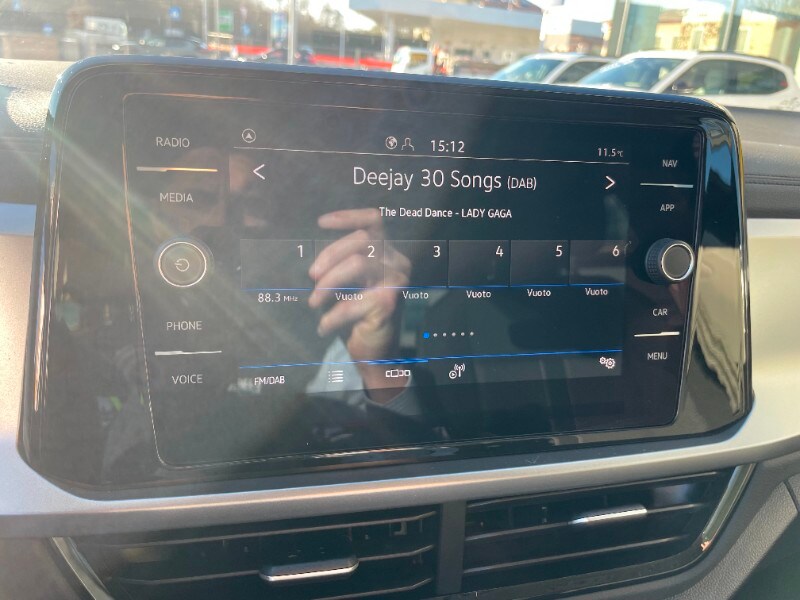 RADIO
MEDIA
PHONE
VOICE
15:12
11.5°C
Deejay 30 Songs (DAB)
The Dead Dance - LADY GAGA
1 2 3 4 5 6
88.3 MHz Vuoto Vuoto Vuoto Vuoto Vuoto
FM/DAB
NAV
APP
CAR
MENU